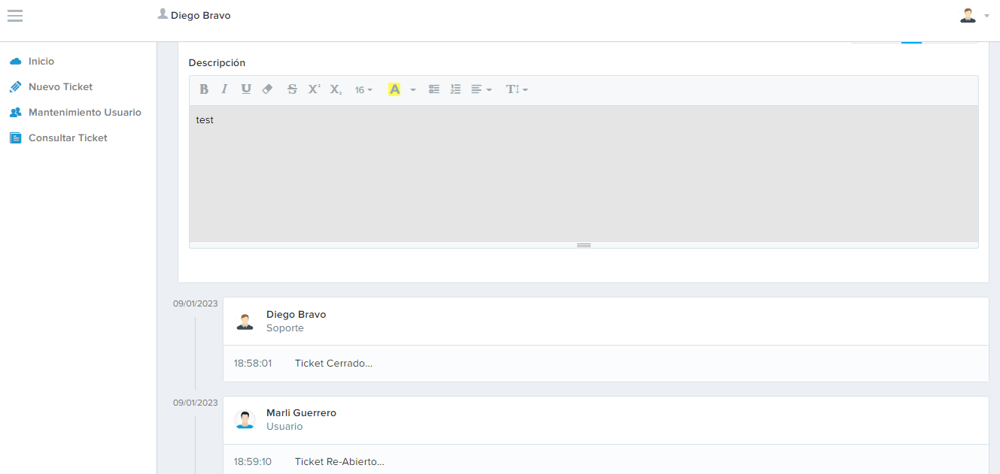 Diego Bravo
Inicio
Nuevo Ticket
Mantenimiento Usuario
Consultar Ticket
Descripción
B I U S X² X₂ 16 A T
test
09/01/2023
Diego Bravo
Soporte
18:58:01 Ticket Cerrado...
09/01/2023
Marli Guerrero
Usuario
18:59:10 Ticket Re-Abierto...